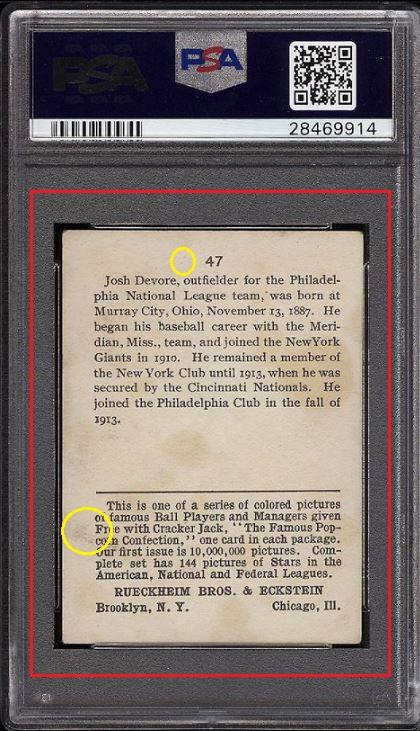 PSA
PSA
28469914
47
Josh Devore, outfielder for the Philadel-
phia National League team, was born at
Murray City, Ohio, November 13, 1887. He
began his baseball career with the Meri-
dian, Miss., team, and joined the NewYork
Giants in 1910. He remained a member of
the New York Club until 1913, when he was
secured by the Cincinnati Nationals. He
joined the Philadelphia Club in the fall of
1913.
This is one of a series of colored pictures
of famous Ball Players and Managers given
Free with Cracker Jack, "The Famous Pop-
corn Confection," one card in each package.
Our first issue is 10,000,000 pictures. Com-
plete set has 144 pictures of Stars in the
American, National and Federal Leagues.
RUECKHEIM BROS. & ECKSTEIN
Brooklyn, N. Y. Chicago, Ill.